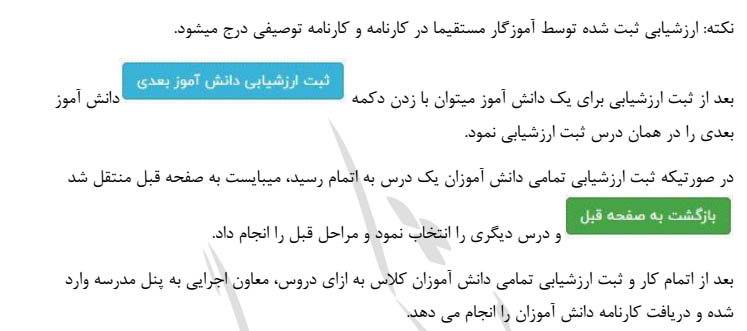 نکته: ارزشیابی ثبت شده توسط آموزگار مستقیما در کارنامه و کارنامه توصیفی درج میشود.
بعد از ثبت ارزشیابی برای یک دانش آموز میتوان با زدن دکمه ثبت ارزشیابی دانش آموز بعدی دانش آموز
بعدی را در همان درس ثبت ارزشیابی نمود.
در صورتیکه ثبت ارزشیابی تمامی دانش آموزان یک درس به اتمام رسید، میبایست به صفحه قبل منتقل شد
بازگشت به صفحه قبل و درس دیگری را انتخاب نمود و مراحل قبل را انجام داد.
بعد از اتمام کار و ثبت ارزشیابی تمامی دانش آموزان کلاس به ازای دروس، معاون اجرایی به پنل مدرسه وارد
شده و دریافت کارنامه دانش آموزان را انجام می دهد.